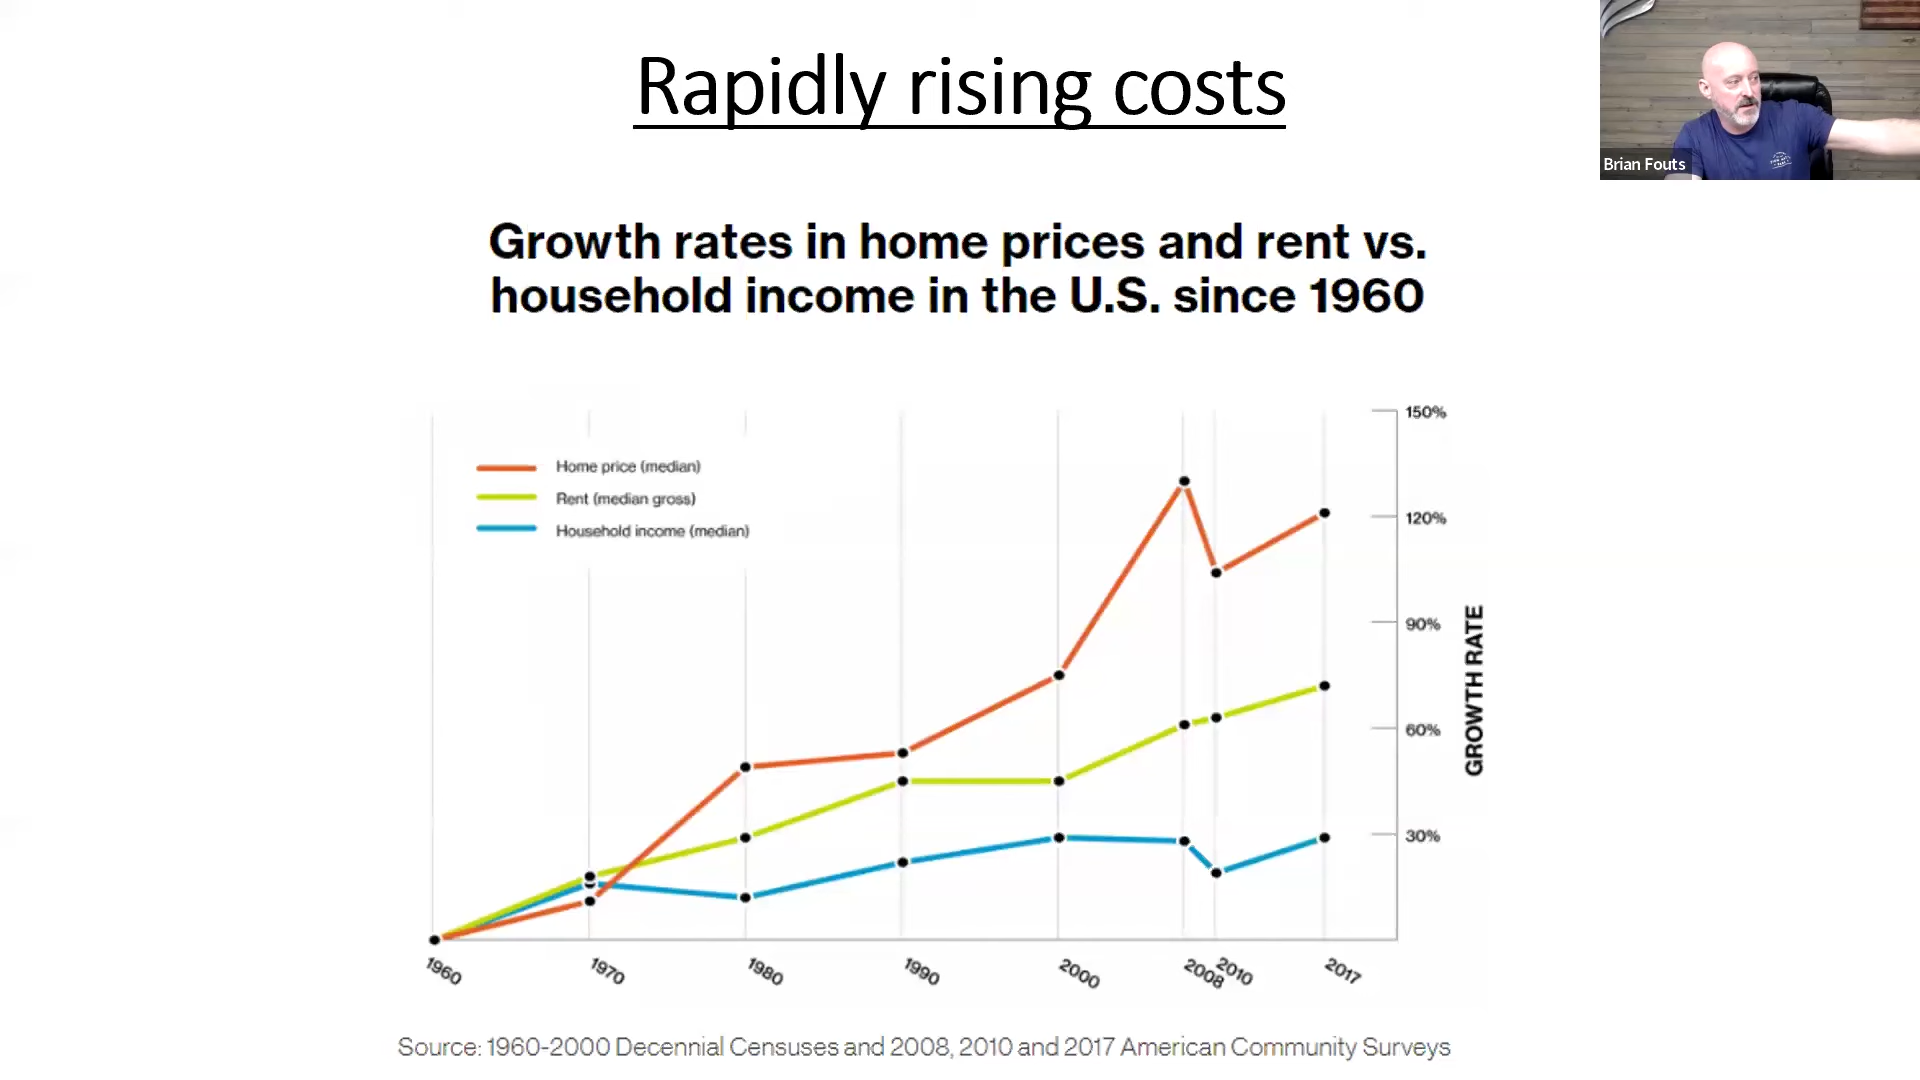 Rapidly rising costs
Brian Fouts
Growth rates in home prices and rent vs.
household income in the U.S. since 1960
Home price (median)
Rent (median gross)
Household income (median)
150%
120%
90%
60%
30%
GROWTH RATE
1960
1970
1980
1990
2000
2008
2010
2017
Source: 1960-2000 Decennial Censuses and 2008, 2010 and 2017 American Community Surveys